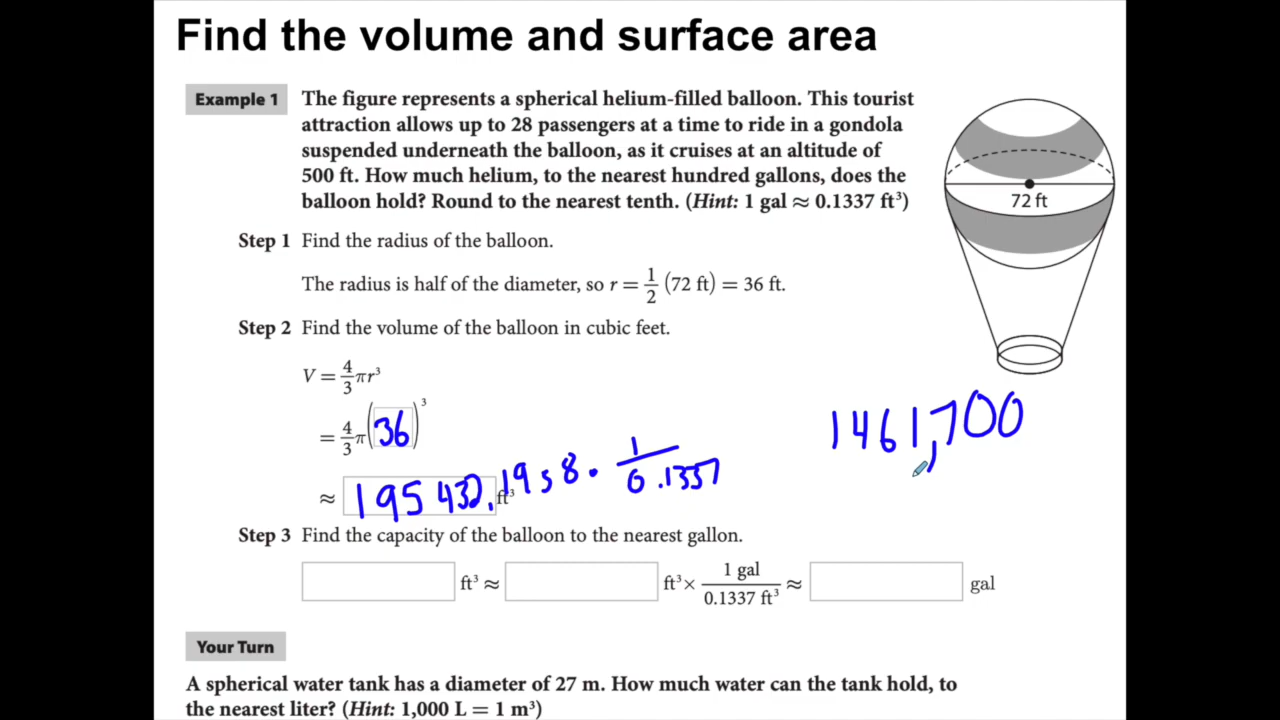 Find the volume and surface area
Example 1 The figure represents a spherical helium-filled balloon. This tourist
attraction allows up to 28 passengers at a time to ride in a gondola
suspended underneath the balloon, as it cruises at an altitude of
500 ft. How much helium, to the nearest hundred gallons, does the
balloon hold? Round to the nearest tenth. (Hint: 1 gal ≈ 0.1337 ft³)
72 ft
Step 1 Find the radius of the balloon.
The radius is half of the diameter, so r = 1/2 (72 ft) = 36 ft.
Step 2 Find the volume of the balloon in cubic feet.
V = 4/3 πr³
= 4/3 π(36)³
1461,700
≈ 195432.1958 ft³ · 1/0.1337
Step 3 Find the capacity of the balloon to the nearest gallon.
ft³ ≈ ft³ × 1 gal/0.1337 ft³ ≈ gal
Your Turn
A spherical water tank has a diameter of 27 m. How much water can the tank hold, to
the nearest liter? (Hint: 1,000 L = 1 m³)